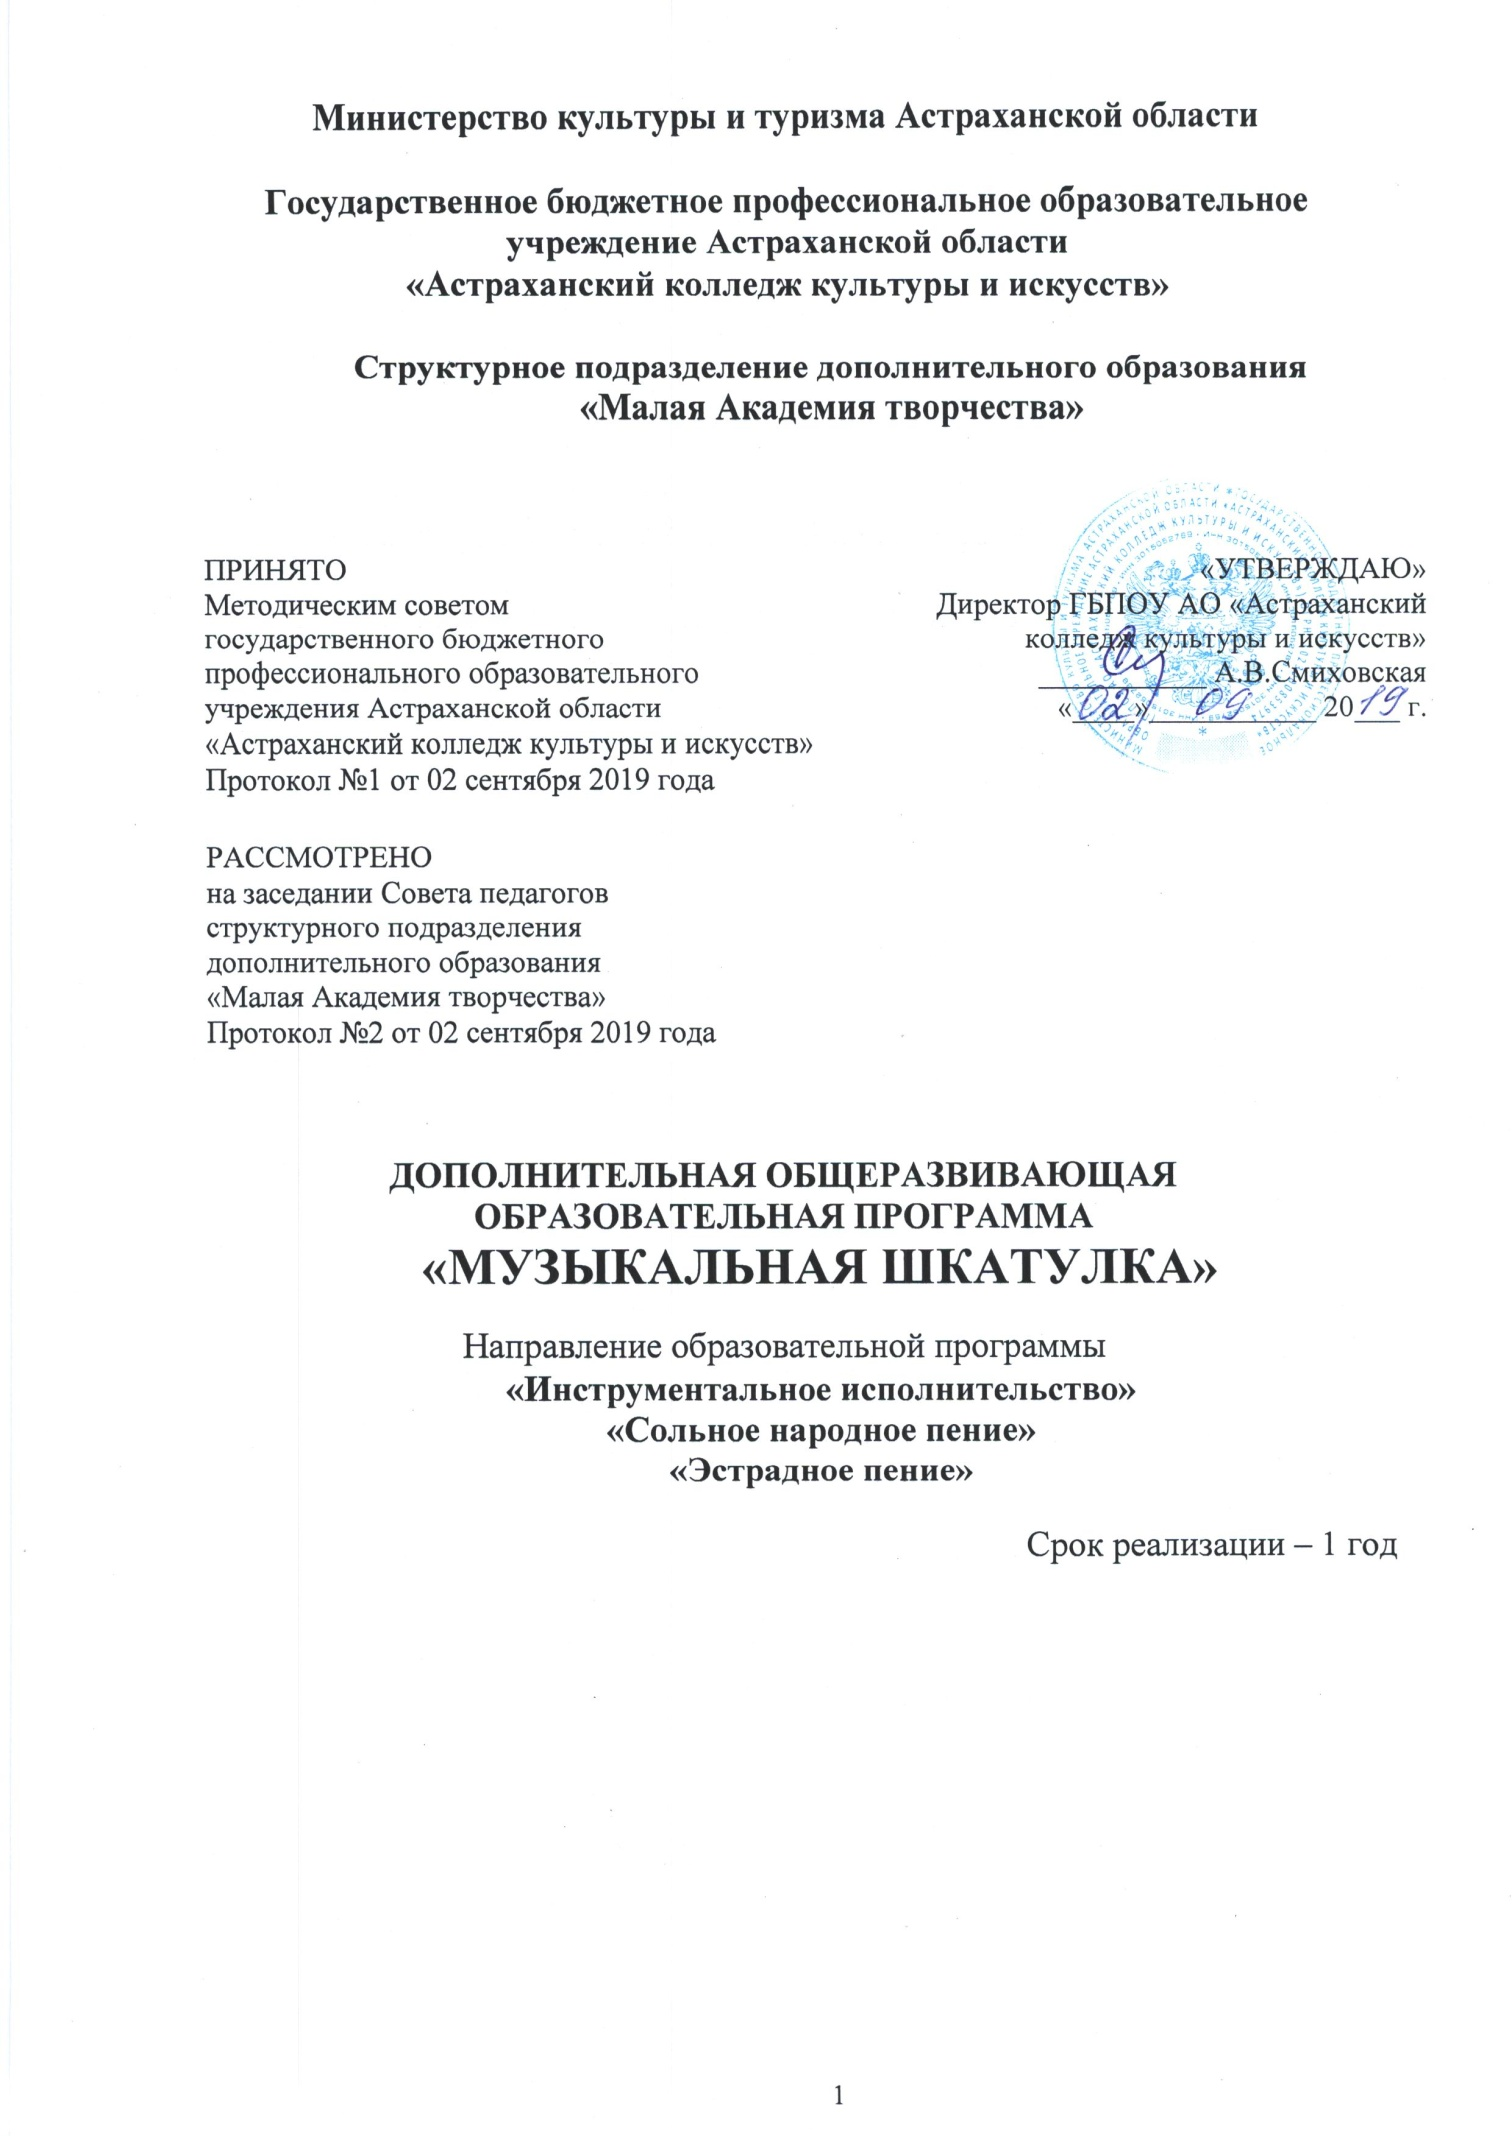 Министерство культуры и туризма Астраханской области
Государственное бюджетное профессиональное образовательное
учреждение Астраханской области
«Астраханский колледж культуры и искусств»
Структурное подразделение дополнительного образования
«Малая Академия творчества»
ПРИНЯТО
Методическим советом
государственного бюджетного
профессионального образовательного
учреждения Астраханской области
«Астраханский колледж культуры и искусств»
Протокол №1 от 02 сентября 2019 года
«УТВЕРЖДАЮ»
Директор ГБПОУ АО «Астраханский
колледж культуры и искусств»
____________ А.В.Смиховская
«02» 09 2019 г.
РАССМОТРЕНО
на заседании Совета педагогов
структурного подразделения
дополнительного образования
«Малая Академия творчества»
Протокол №2 от 02 сентября 2019 года
ДОПОЛНИТЕЛЬНАЯ ОБЩЕРАЗВИВАЮЩАЯ
ОБРАЗОВАТЕЛЬНАЯ ПРОГРАММА
«МУЗЫКАЛЬНАЯ ШКАТУЛКА»
Направление образовательной программы
«Инструментальное исполнительство»
«Сольное народное пение»
«Эстрадное пение»
Срок реализации – 1 год
1